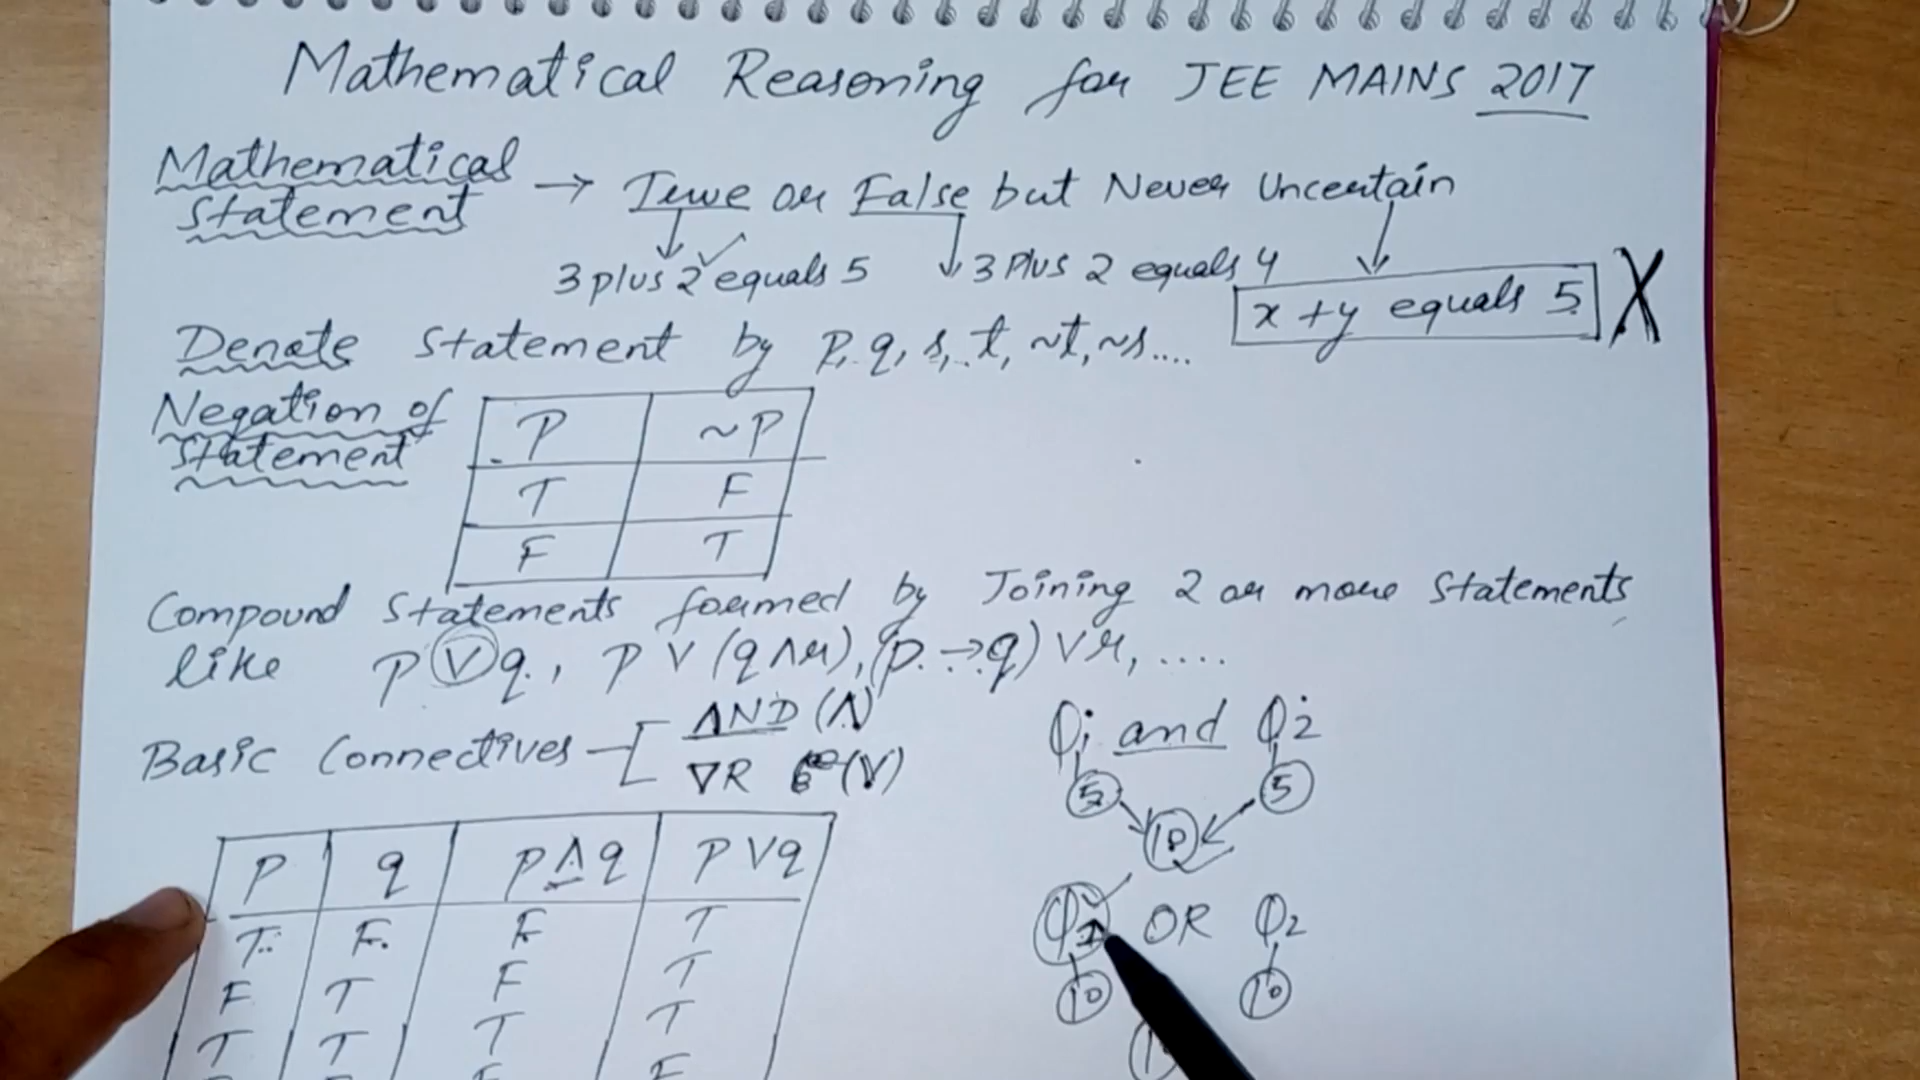 Mathematical Reasoning for JEE MAINS 2017
Mathematical Statement → True or False but Never Uncertain
3 plus 2 equals 5
3 Plus 2 equals 4
x + y equals 5 X
Denote Statement by p, q, s, t, ~t, ~s....
Negation of Statement
P ~P
T F
F T
Compound Statements formed by Joining 2 or more Statements
like p ∨ q, p ∨ (q ∧ r), (p → q) ∨ r, ....
Basic Connectives AND (∧)
OR (∨)
Q1 and Q2
5 5
10
P q p ∧ q p ∨ q
T F F T
F T F T
T T T T
F
Q1 OR Q2
10 10